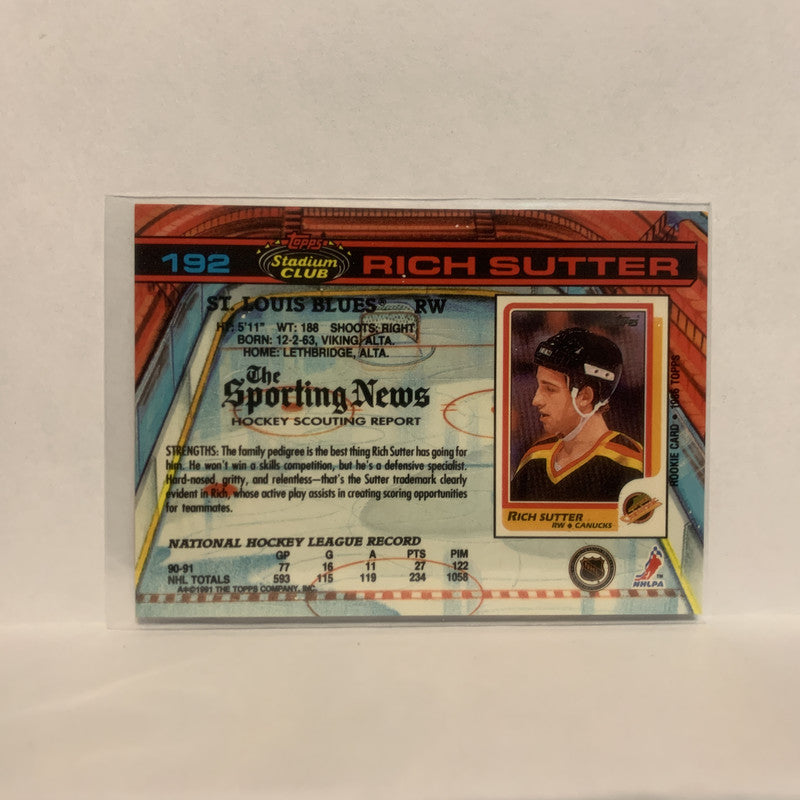 192
Topps
Stadium
CLUB
RICH SUTTER
ST. LOUIS BLUES® RW
HT: 5'11" WT: 188 SHOOTS: RIGHT
BORN: 12-2-63, VIKING, ALTA.
HOME: LETHBRIDGE, ALTA.
The
Sporting News
HOCKEY SCOUTING REPORT
STRENGTHS: The family pedigree is the best thing Rich Sutter has going for
him. He won't win a skills competition, but he's a defensive specialist.
Hard-nosed, gritty, and relentless—that's the Sutter trademark clearly
evident in Rich, whose active play assists in creating scoring opportunities
for teammates.
NATIONAL HOCKEY LEAGUE RECORD
GP G A PTS PIM
90-91 77 16 11 27 122
NHL TOTALS 593 115 119 234 1058
A4©1991 THE TOPPS COMPANY, INC.
TOPPS
RICH SUTTER
RW ♦ CANUCKS
ROOKIE CARD • 1986 TOPPS
NHL
NHLPA
TM